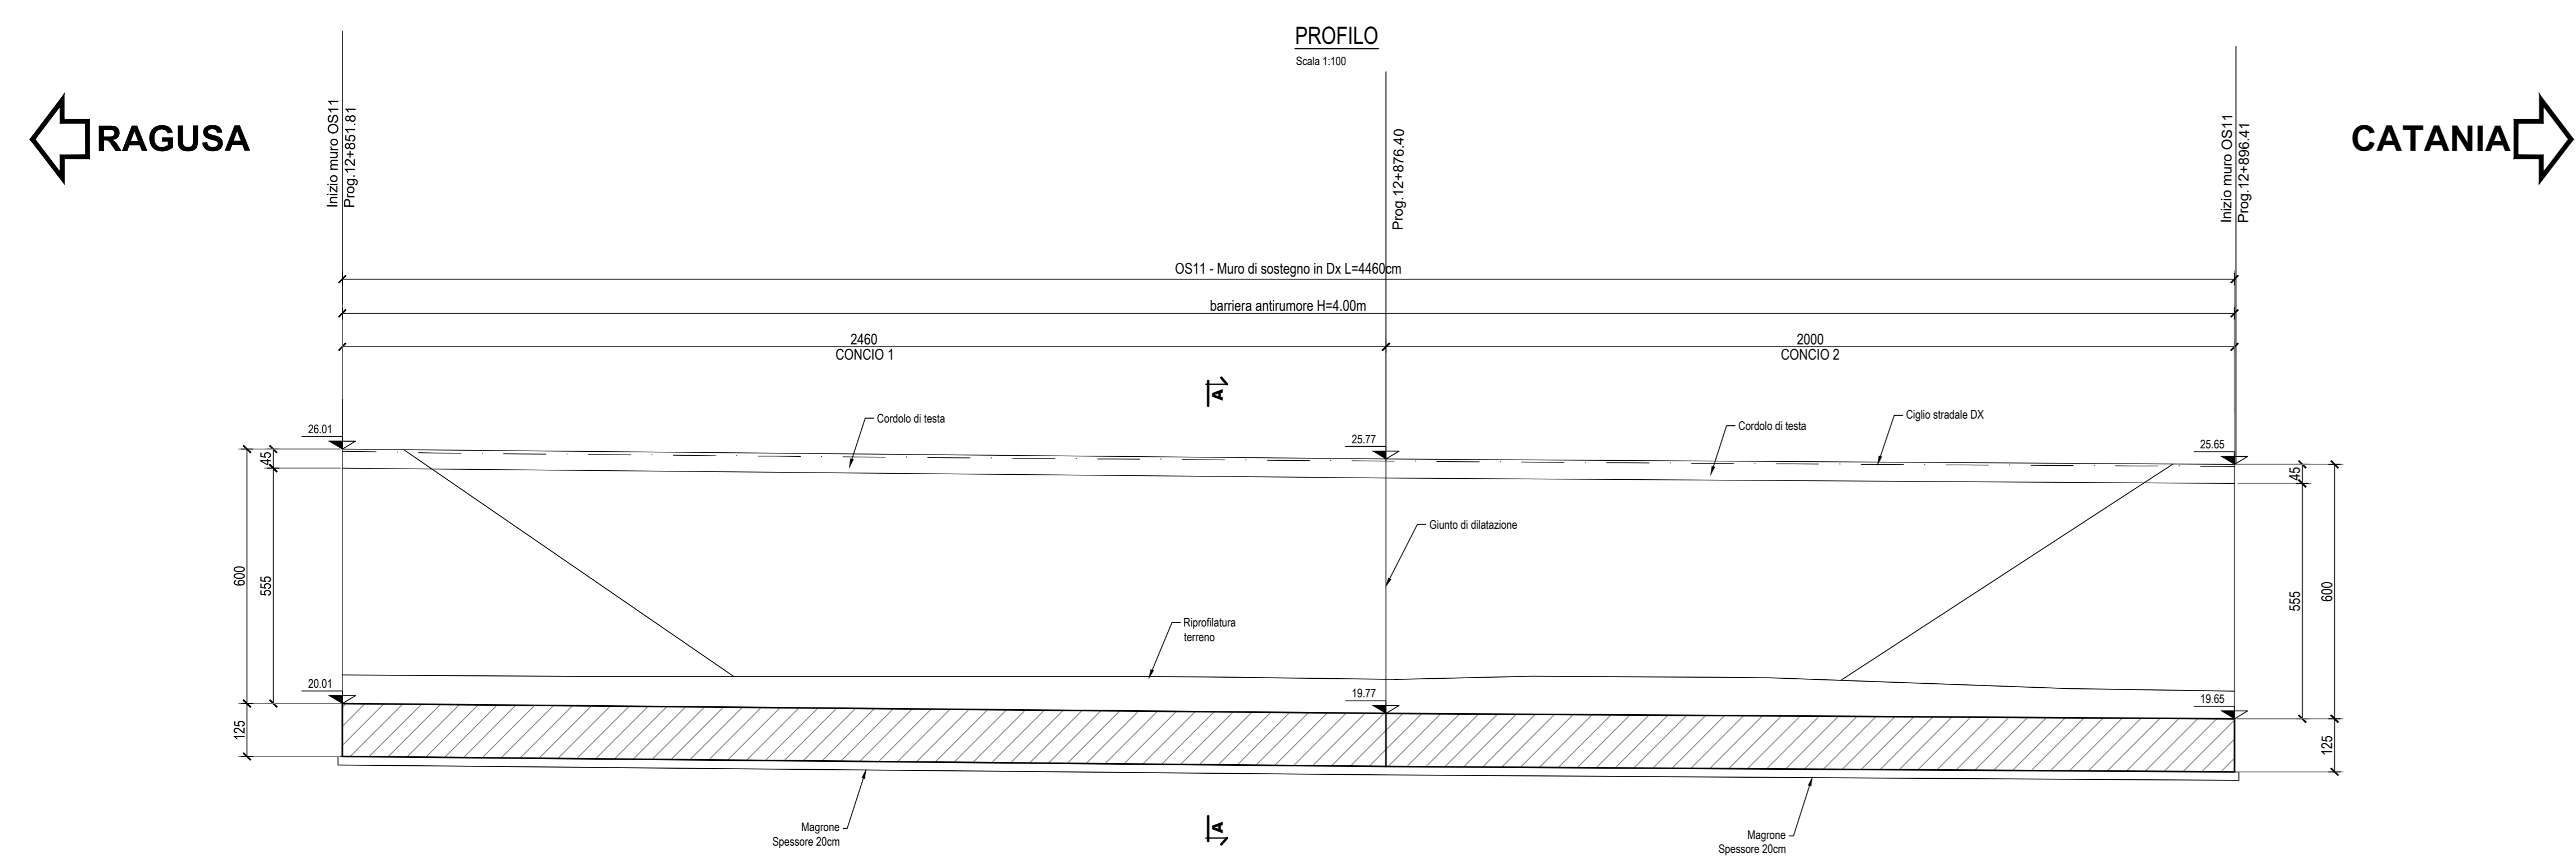 PROFILO
Scala 1:100
RAGUSA
CATANIA
Inizio muro OS11
Prog.12+851.81
Prog.12+876.40
Inizio muro OS11
Prog.12+896.41
OS11 - Muro di sostegno in Dx L=4460cm
barriera antirumore H=4.00m
2460
CONCIO 1
2000
CONCIO 2
A
Cordolo di testa
Cordolo di testa
Ciglio stradale DX
26.01
25.77
25.65
45
45
Giunto di dilatazione
600
555
555
600
Riprofilatura
terreno
20.01
19.77
19.65
125
125
Magrone
Spessore 20cm
A
Magrone
Spessore 20cm